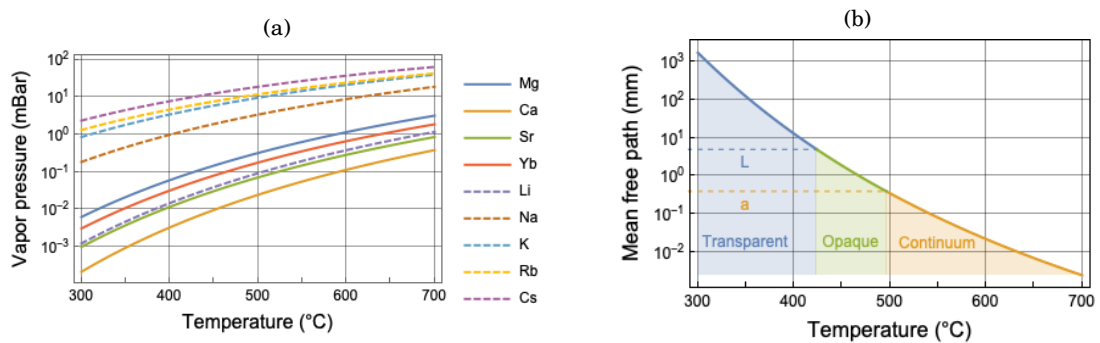 (a)
Vapor pressure (mBar)
10²
10¹
10⁰
10⁻¹
10⁻²
10⁻³
300 400 500 600 700
Temperature (°C)
Mg
Ca
Sr
Yb
Li
Na
K
Rb
Cs
(b)
Mean free path (mm)
10³
10²
10¹
10⁰
10⁻¹
10⁻²
L
a
Transparent Opaque Continuum
300 400 500 600 700
Temperature (°C)